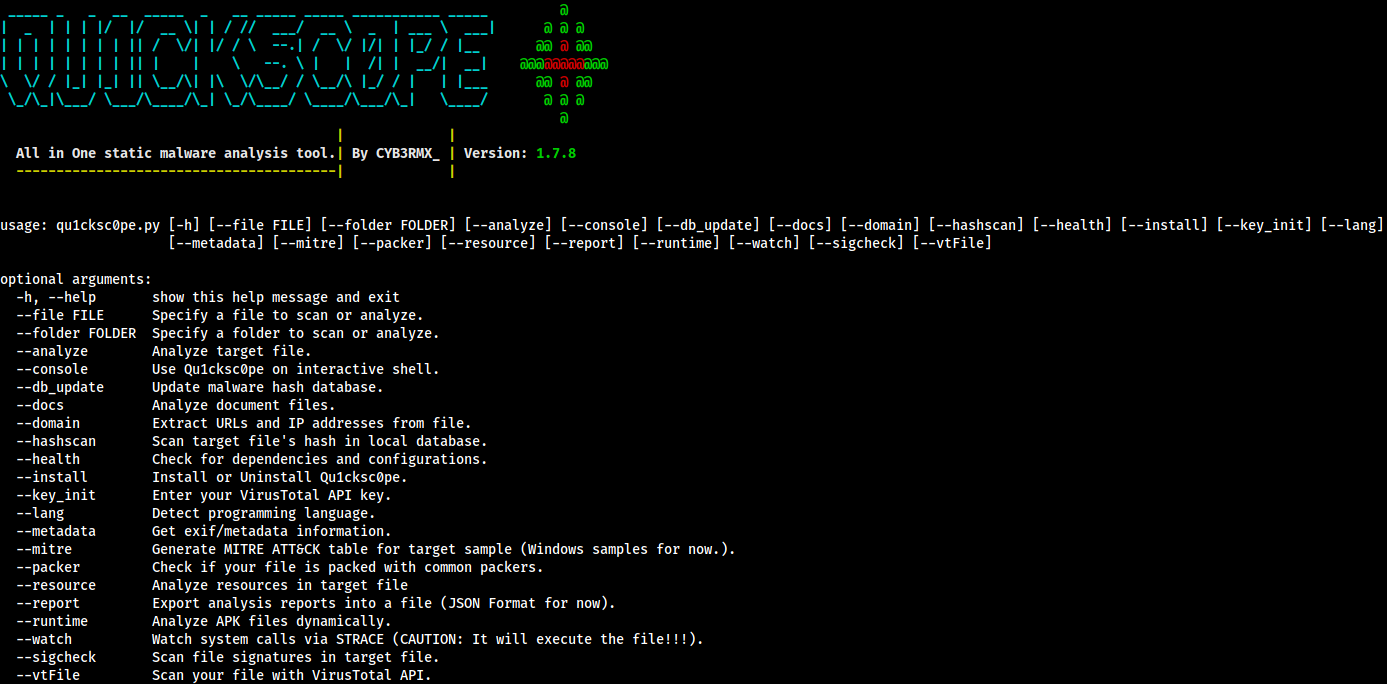 QU1CKSC0PE
All in One static malware analysis tool.| By CYB3RMX_ | Version: 1.7.8
usage: qu1cksc0pe.py [-h] [--file FILE] [--folder FOLDER] [--analyze] [--console] [--db_update] [--docs] [--domain] [--hashscan] [--health] [--install] [--key_init] [--lang]
[--metadata] [--mitre] [--packer] [--resource] [--report] [--runtime] [--watch] [--sigcheck] [--vtFile]
optional arguments:
-h, --help show this help message and exit
--file FILE Specify a file to scan or analyze.
--folder FOLDER Specify a folder to scan or analyze.
--analyze Analyze target file.
--console Use Qu1cksc0pe on interactive shell.
--db_update Update malware hash database.
--docs Analyze document files.
--domain Extract URLs and IP addresses from file.
--hashscan Scan target file's hash in local database.
--health Check for dependencies and configurations.
--install Install or Uninstall Qu1cksc0pe.
--key_init Enter your VirusTotal API key.
--lang Detect programming language.
--metadata Get exif/metadata information.
--mitre Generate MITRE ATT&CK table for target sample (Windows samples for now.).
--packer Check if your file is packed with common packers.
--resource Analyze resources in target file
--report Export analysis reports into a file (JSON Format for now).
--runtime Analyze APK files dynamically.
--watch Watch system calls via STRACE (CAUTION: It will execute the file!!!).
--sigcheck Scan file signatures in target file.
--vtFile Scan your file with VirusTotal API.